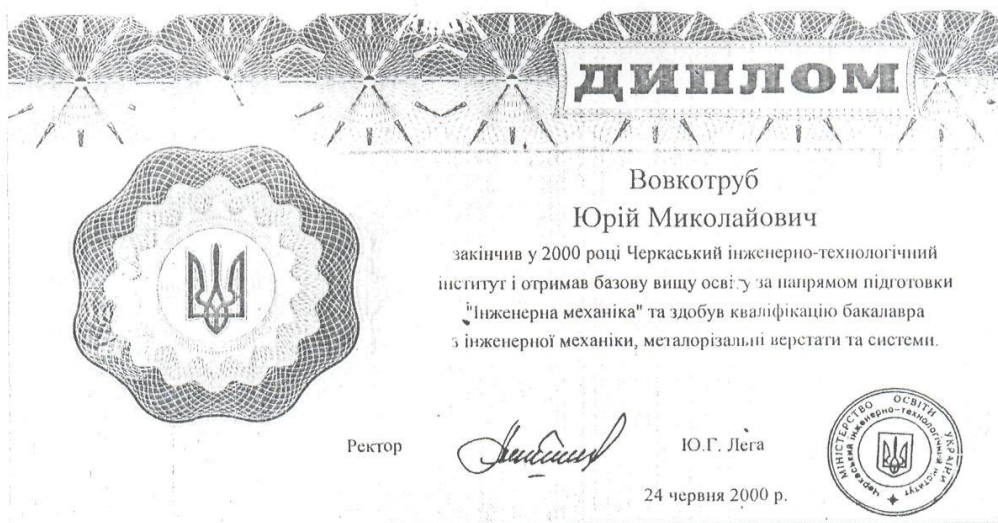 ДИПЛОМ
Вовкотруб
Юрій Миколайович
закінчив у 2000 році Черкаський інженерно-технологічний
інститут і отримав базову вищу освіту за напрямом підготовки
"Інженерна механіка" та здобув кваліфікацію бакалавра
з інженерної механіки, металорізальні верстати та системи.
Ректор
Ю.Г. Лега
24 червня 2000 р.
МІНІСТЕРСТВО ОСВІТИ УКРАЇНИ
Черкаський інженерно-технологічний інститут